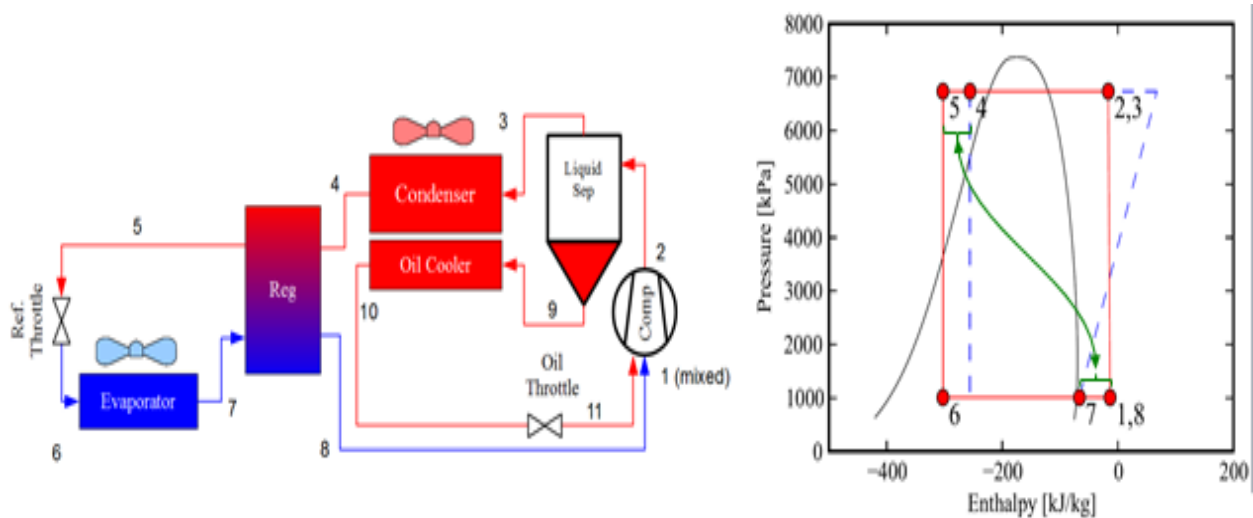 3
Liquid
Sep
4
Condenser
5
2
Reg
Oil Cooler
10
9
Comp
Ref.
Throttle
Oil
Throttle
1 (mixed)
Evaporator
7
11
6
8
8000
7000
6000
5000
4000
3000
2000
1000
0
Pressure [kPa]
5 4
2,3
6
7
1,8
−400
−200
0
200
Enthalpy [kJ/kg]